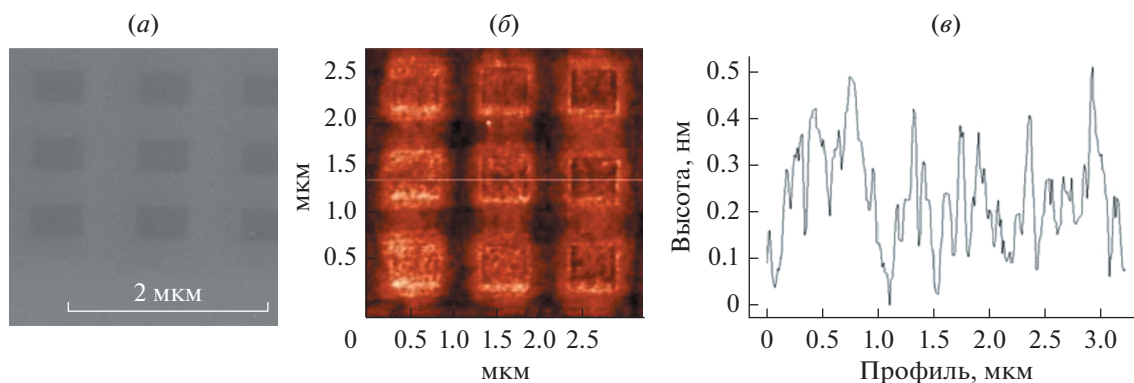 (а)
(б)
(в)
2 мкм
мкм
2.5
2.0
1.5
1.0
0.5
0
0.5 1.0 1.5 2.0 2.5
мкм
Высота, нм
0.5
0.4
0.3
0.2
0.1
0
0 0.5 1.0 1.5 2.0 2.5 3.0
Профиль, мкм